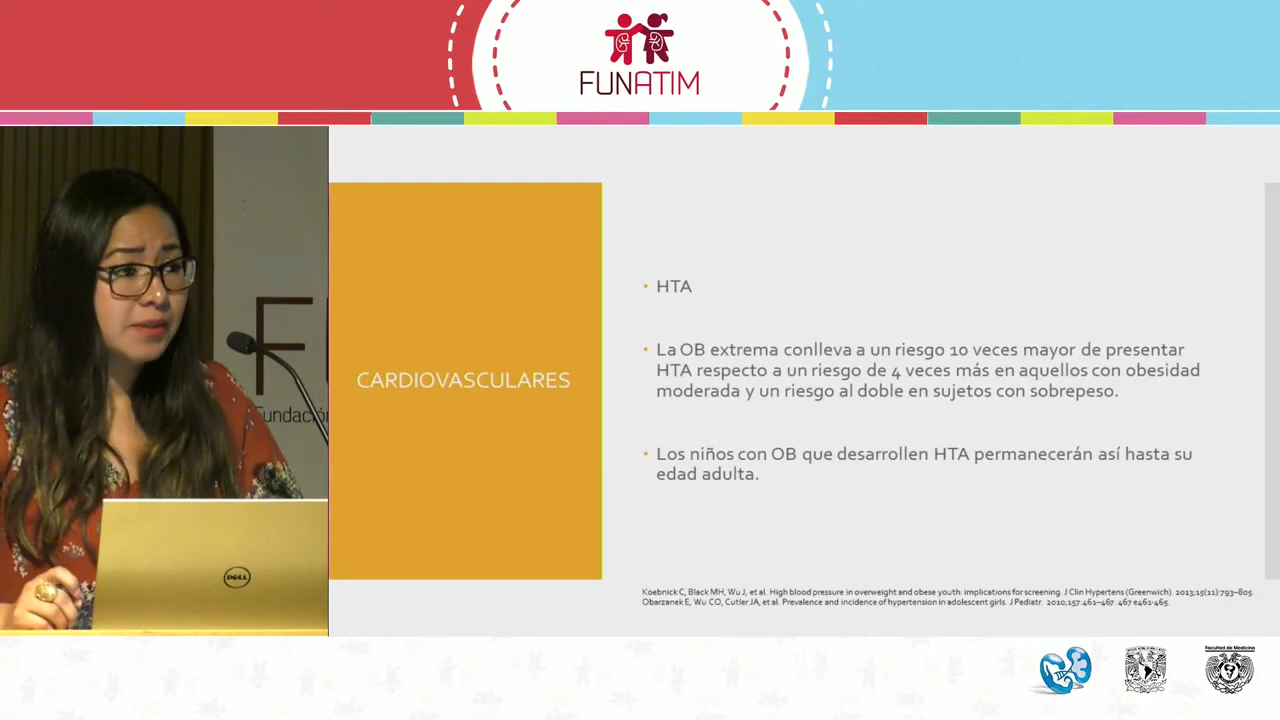 FUNATIM
F
Fundación
DELL
CARDIOVASCULARES
• HTA
• La OB extrema conlleva a un riesgo 10 veces mayor de presentar
HTA respecto a un riesgo de 4 veces más en aquellos con obesidad
moderada y un riesgo al doble en sujetos con sobrepeso.
• Los niños con OB que desarrollen HTA permanecerán así hasta su
edad adulta.
Koebnick C, Black MH, Wu J, et al. High blood pressure in overweight and obese youth: implications for screening. J Clin Hypertens (Greenwich). 2013;15(11):793–805.
Obarzanek E, Wu CO, Cutler JA, et al. Prevalence and incidence of hypertension in adolescent girls. J Pediatr. 2010;157:461–467. 467 e461-465.
Facultad de Medicina